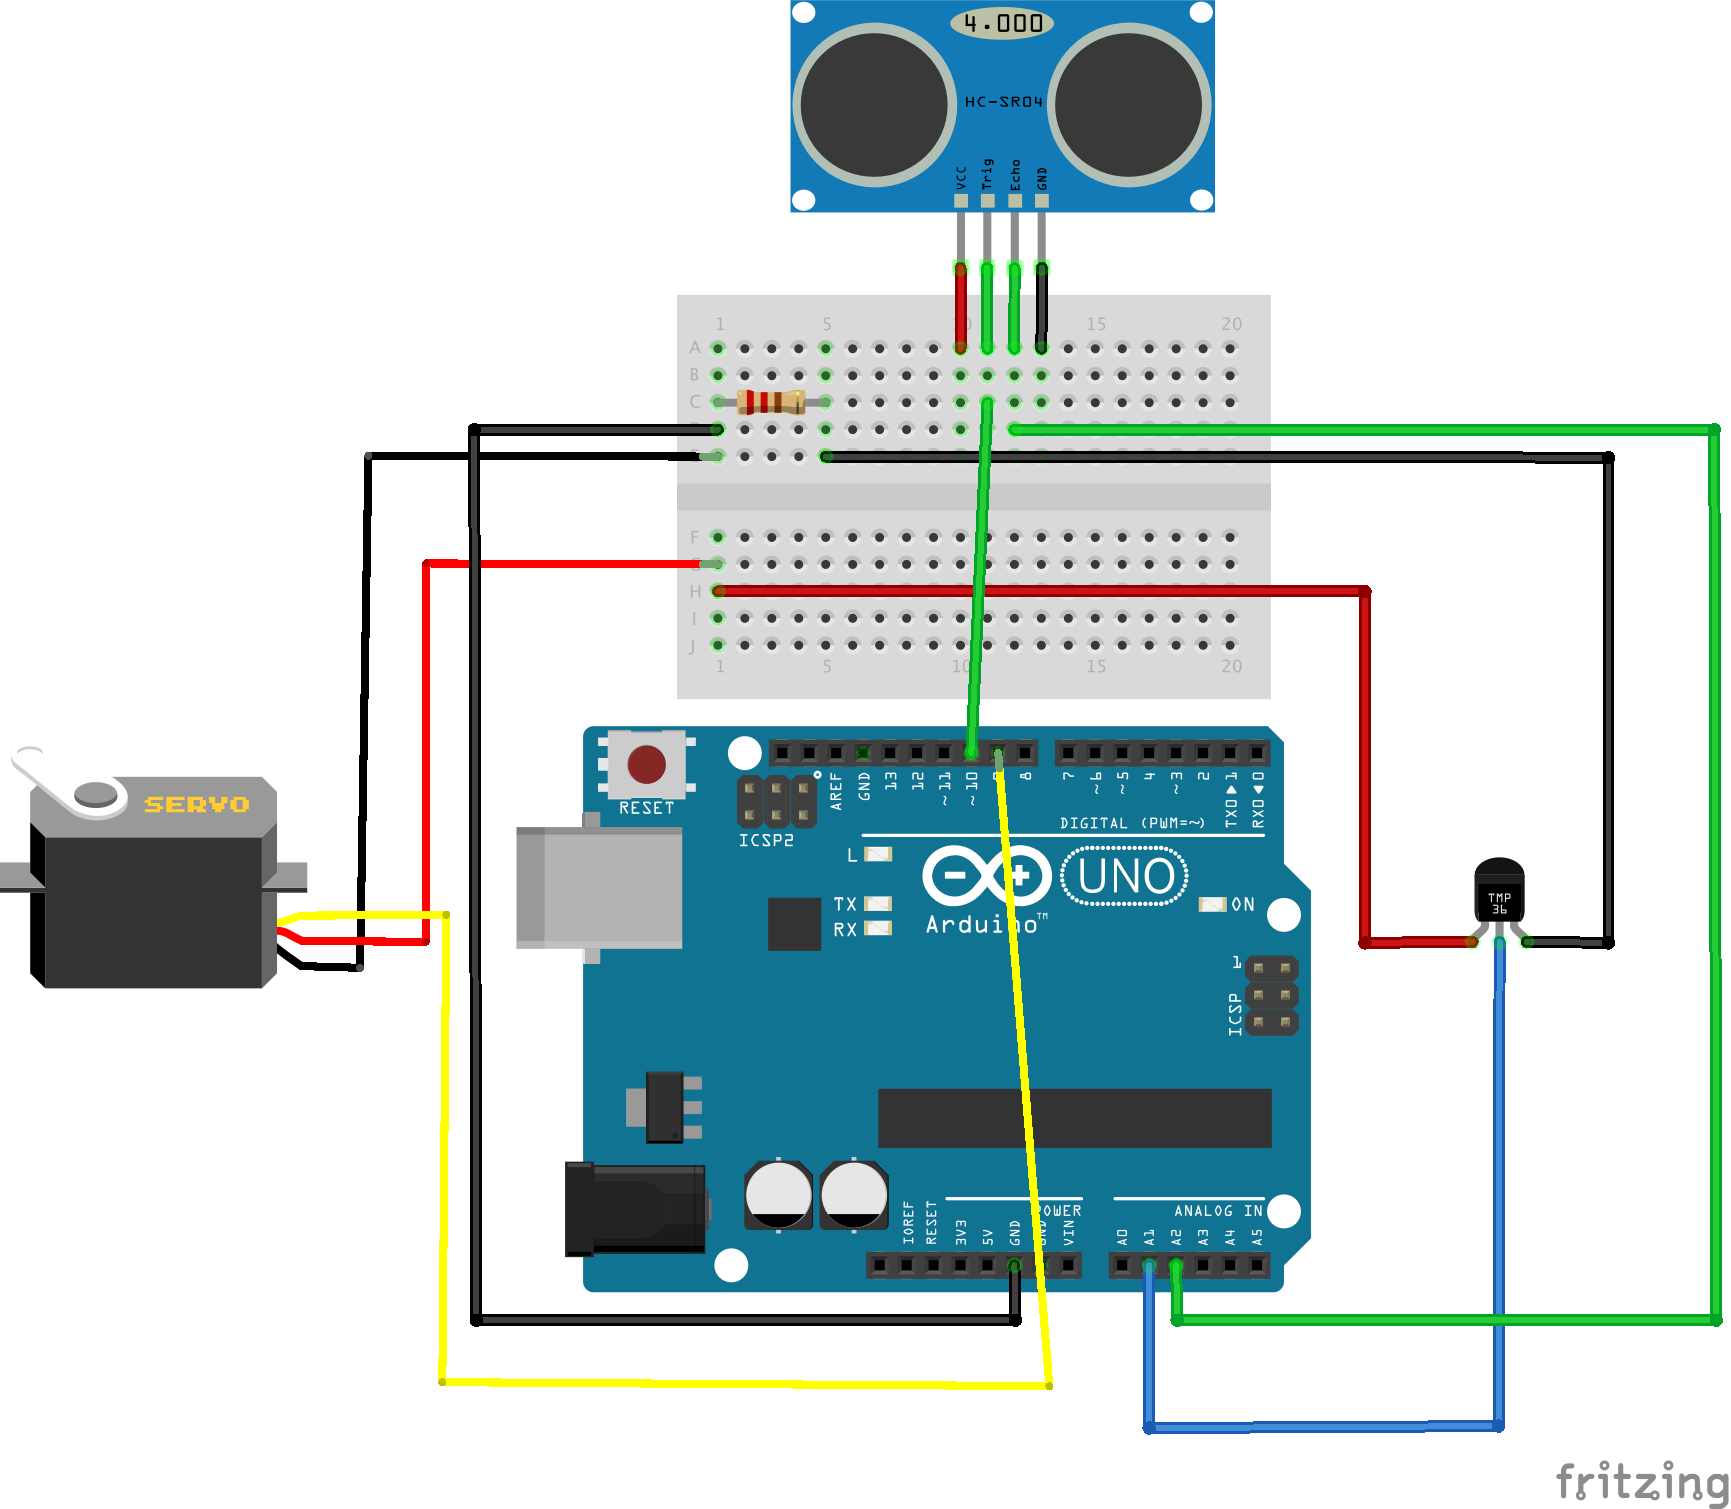 4.000
HC-SR04
VCC Trig Echo GND
1 5 10 15 20
A
B
C
F
G
H
I
J
1 5 10 15 20
SERVO
RESET
ICSP2
AREF GND 13 12 ~11 ~10 9 8 7 ~6 ~5 4 ~3 2 TX0▶1 RX0◀0
DIGITAL (PWM=~)
L
TX
RX
UNO
ON
Arduino™
TMP
36
1
ICSP
POWER
ANALOG IN
IOREF RESET 3V3 5V GND GND VIN A0 A1 A2 A3 A4 A5
fritzing